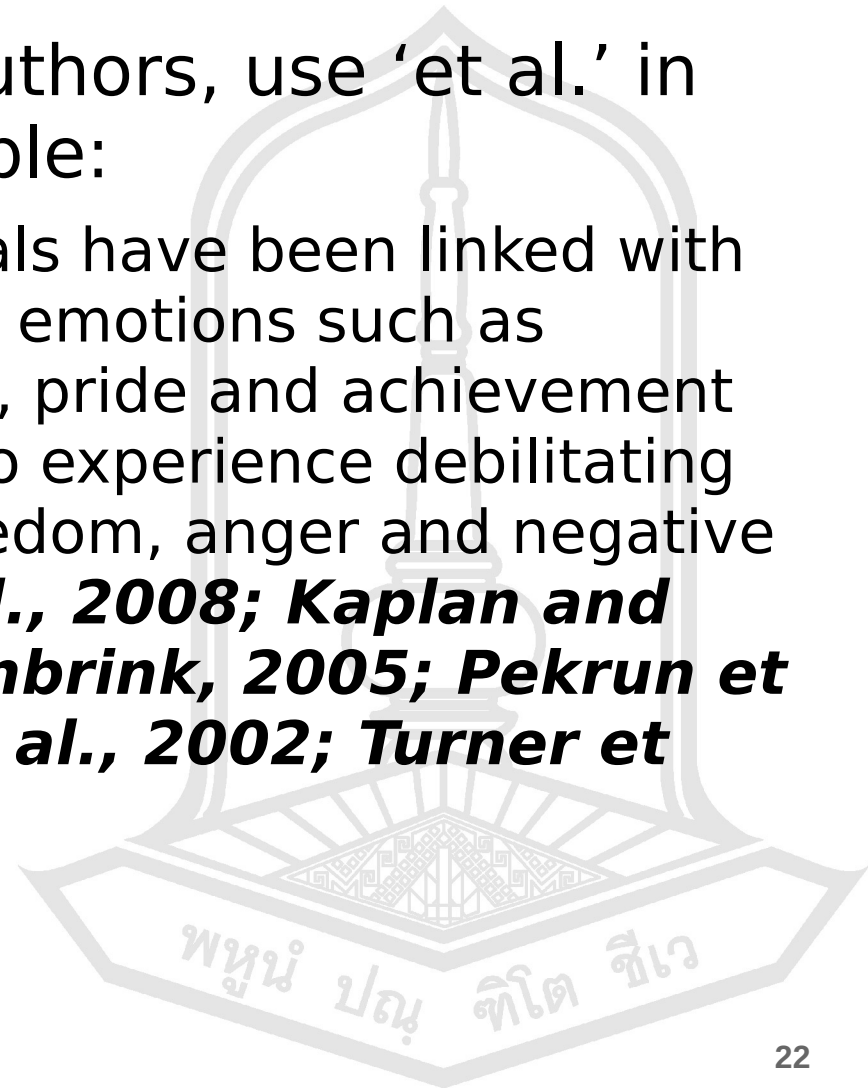 uthors, use ‘et al.’ in
ple:
als have been linked with
emotions such as
, pride and achievement
o experience debilitating
edom, anger and negative
l., 2008; Kaplan and
nbrink, 2005; Pekrun et
al., 2002; Turner et
พหูนํ ปณฺฑิโต ชีเว
22